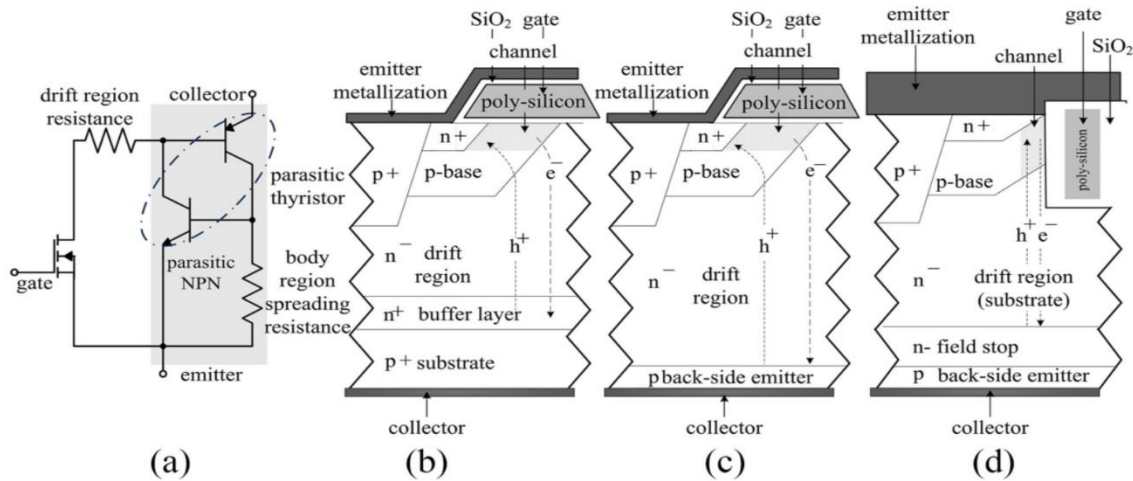 drift region
resistance
collector
parasitic
thyristor
parasitic
NPN
body
region
spreading
resistance
gate
emitter
(a)
SiO2 gate
channel
emitter
metallization
poly-silicon
n+
p-base
p+
e−
h+
n− drift
region
n+ buffer layer
p+ substrate
collector
(b)
SiO2 gate
channel
emitter
metallization
poly-silicon
n+
p-base
p+
e−
h+
n− drift
region
p back-side emitter
collector
(c)
emitter
metallization
gate
channel
SiO2
n+
poly-silicon
p-base
p+
h+ e−
n−
drift region
(substrate)
n- field stop
p back-side emitter
collector
(d)